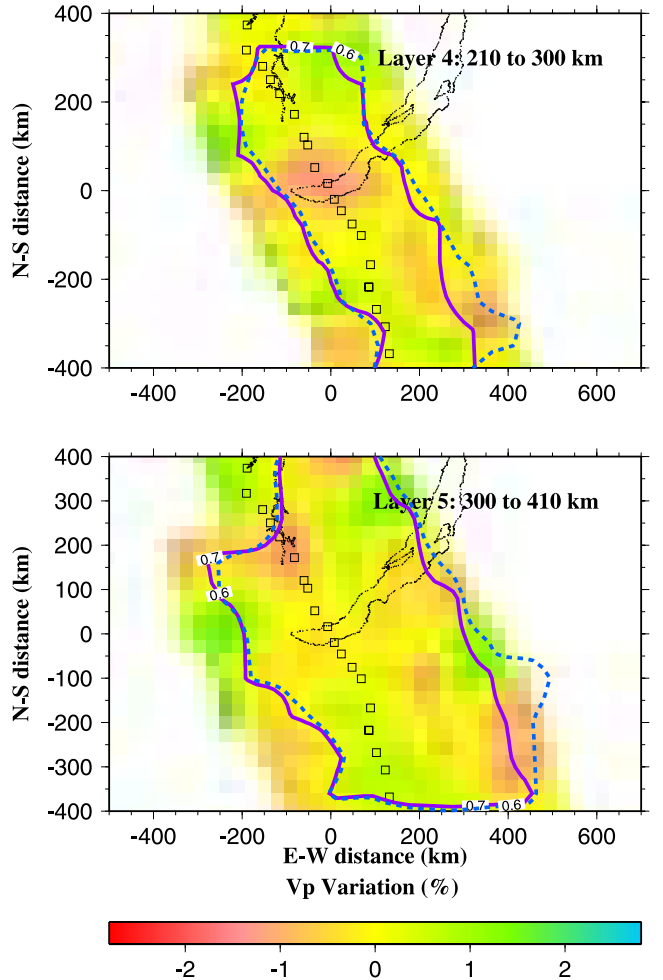 400
200
0
-200
-400
N-S distance (km)
0.7
0.6
Layer 4: 210 to 300 km
-400 -200 0 200 400 600
400
300
200
100
0
-100
-200
-300
-400
N-S distance (km)
Layer 5: 300 to 410 km
0.7
0.6
0.7 0.6
-400 -200 0 200 400 600
E-W distance (km)
Vp Variation (%)
-2 -1 0 1 2